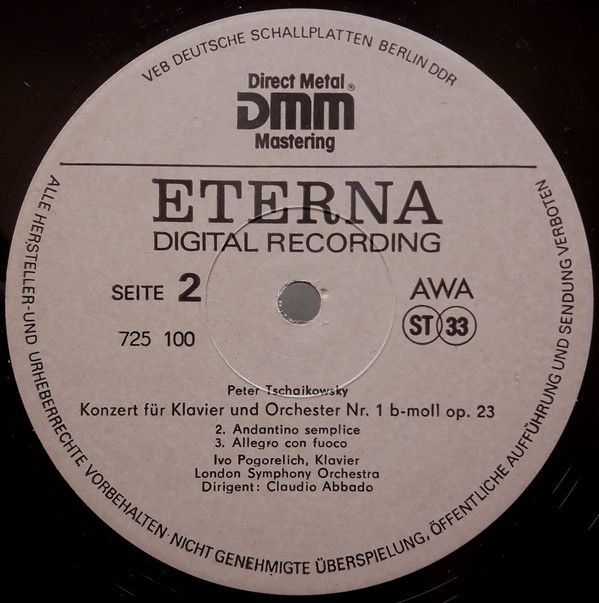 VEB DEUTSCHE SCHALLPLATTEN BERLIN DDR
Direct Metal ®
DMM
Mastering
ETERNA
DIGITAL RECORDING
SEITE 2
AWA
725 100
ST 33
Peter Tschaikowsky
Konzert für Klavier und Orchester Nr. 1 b-moll op. 23
2. Andantino semplice
3. Allegro con fuoco
Ivo Pogorelich, Klavier
London Symphony Orchestra
Dirigent: Claudio Abbado
ALLE HERSTELLER- UND URHEBERRECHTE VORBEHALTEN· NICHT GENEHMIGTE ÜBERSPIELUNG, ÖFFENTLICHE AUFFÜHRUNG UND SENDUNG VERBOTEN